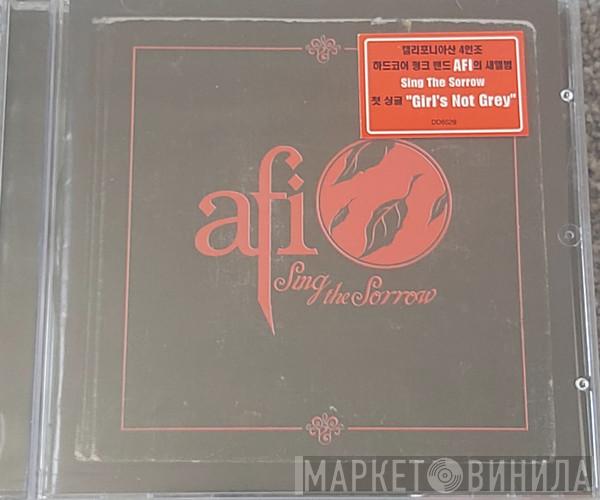 캘리포니아산 4인조
하드코어 펑크 밴드 AFI의 새앨범
Sing The Sorrow
첫 싱글 "Girl's Not Grey"
DD6529
afi
Sing
the Sorrow
МАРКЕТ ВИНИЛА